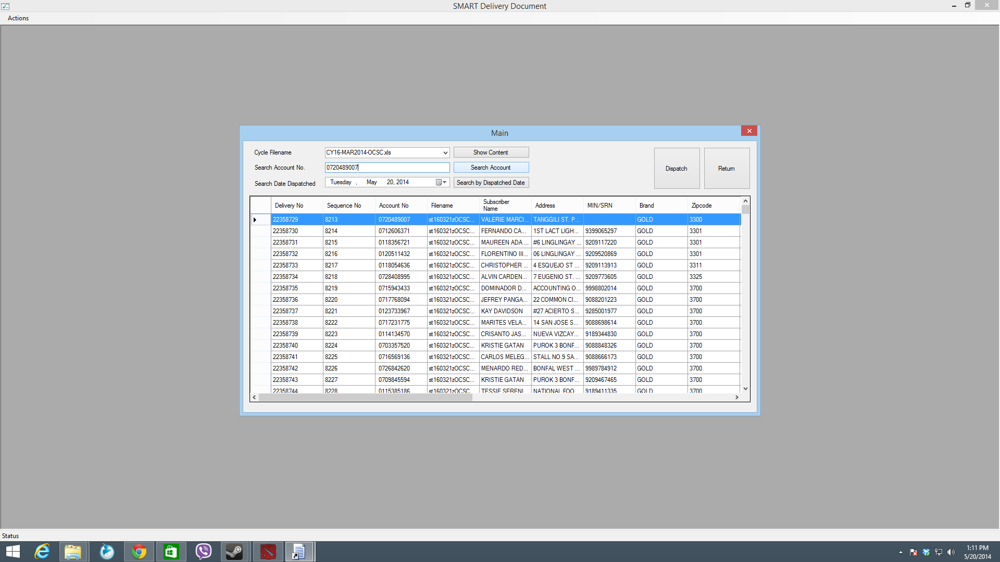 SMART Delivery Document
Actions
Main
Cycle Filename CY16-MAR2014-OCSC.xls Show Content
Search Account No. 0720489007 Search Account
Search Date Dispatched Tuesday , May 20, 2014 Search by Dispatched Date
Dispatch Return
Delivery No Sequence No Account No Filename Subscriber Name Address MIN/SRN Brand Zipcode
22358729 8213 0720489007 st160321zOCSC... VALERIE MARCI... TANGGILI ST. P... GOLD 3300
22358730 8214 0712606371 st160321zOCSC... FERNANDO CA... 1ST LACT LIGH... 9399065297 GOLD 3301
22358731 8215 0118356721 st160321zOCSC... MAUREEN ADA ... #6 LINGLINGAY ... 9209117220 GOLD 3301
22358732 8216 0120511432 st160321zOCSC... FLORENTINO III... 06 LINGLINGAY ... 9209520869 GOLD 3301
22358733 8217 0118054636 st160321zOCSC... CHRISTOPHER ... 4 ESQUEJO ST ... 9209113913 GOLD 3311
22358734 8218 0728408995 st160321zOCSC... ALVIN CARDEN... 7 EUGENIO ST. ... 9209773605 GOLD 3325
22358735 8219 0715943433 st160321zOCSC... DOMINADOR D... ACCOUNTING O... 9998802014 GOLD 3700
22358736 8220 0717768094 st160321zOCSC... JEFREY PANGA... 22 COMMON CI... 9088201223 GOLD 3700
22358737 8221 0123733967 st160321zOCSC... KAY DAVIDSON #27 ACIERTO S... 9285001977 GOLD 3700
22358738 8222 0717231775 st160321zOCSC... MARITES VELA... 14 SAN JOSE S... 9088698614 GOLD 3700
22358739 8223 0114134570 st160321zOCSC... CRISANTO JAS... NUEVA VIZCAY... 9189344830 GOLD 3700
22358740 8224 0703357520 st160321zOCSC... KRISTIE GATAN PUROK 3 BONF... 9088848326 GOLD 3700
22358741 8225 0716569136 st160321zOCSC... CARLOS MELEG... STALL NO.9 SA... 9088666173 GOLD 3700
22358742 8226 0726842620 st160321zOCSC... MENARDO RED... BONFAL WEST ... 9989784912 GOLD 3700
22358743 8227 0709845594 st160321zOCSC... KRISTIE GATAN PUROK 3 BONF... 9209467465 GOLD 3700
22358744 8228 0115385186 st160321zOCSC TESSIE SERENI NATIONAL FOO 9189411335 GOLD 3700
Status
1:11 PM
5/20/2014